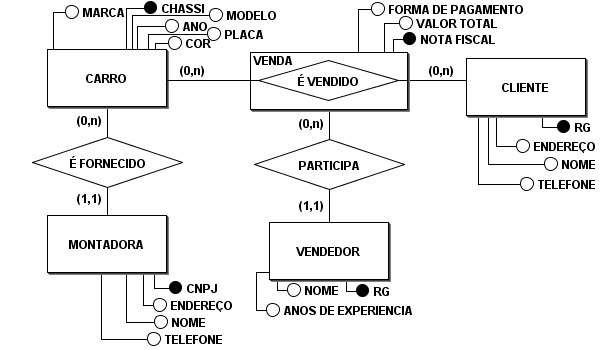 FORMA DE PAGAMENTO
MARCA
CHASSI
MODELO
VALOR TOTAL
ANO
PLACA
NOTA FISCAL
COR
VENDA
CARRO
(0,n)
É VENDIDO
(0,n)
CLIENTE
(0,n)
(0,n)
RG
ENDEREÇO
É FORNECIDO
PARTICIPA
NOME
TELEFONE
(1,1)
(1,1)
MONTADORA
VENDEDOR
CNPJ
NOME
RG
ENDEREÇO
ANOS DE EXPERIENCIA
NOME
TELEFONE